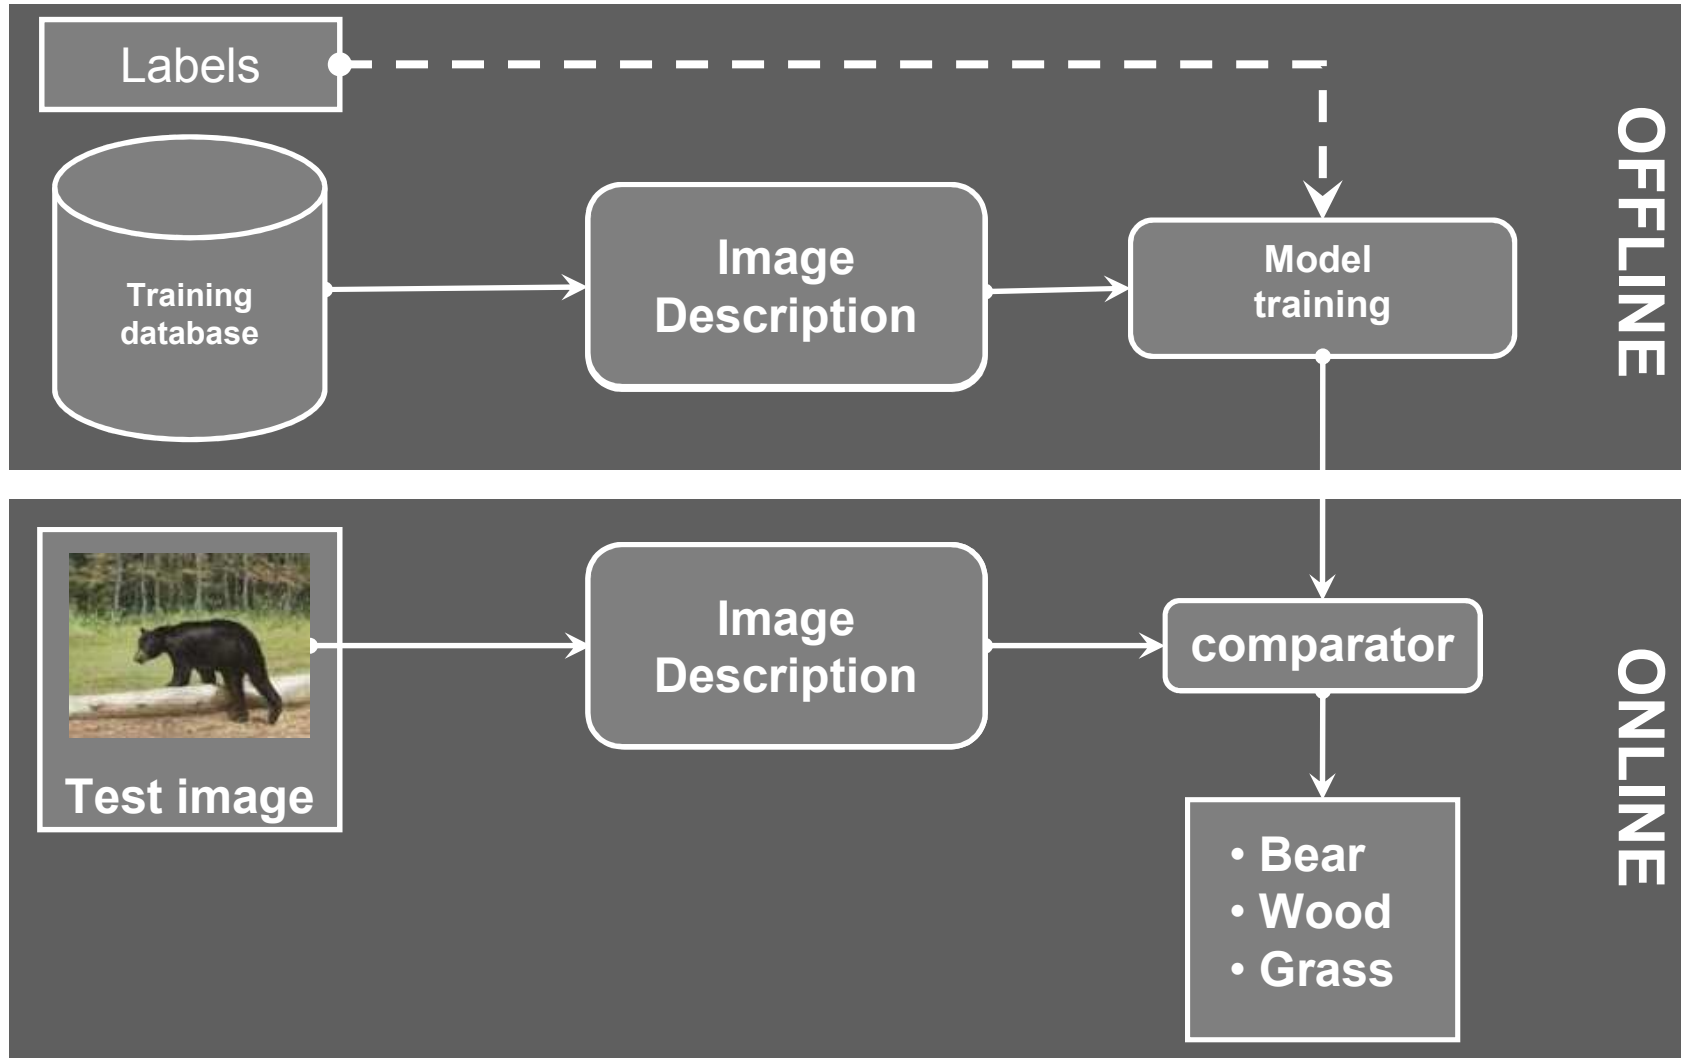 Labels
Training
database
Image
Description
Model
training
OFFLINE
Test image
Image
Description
comparator
• Bear
• Wood
• Grass
ONLINE